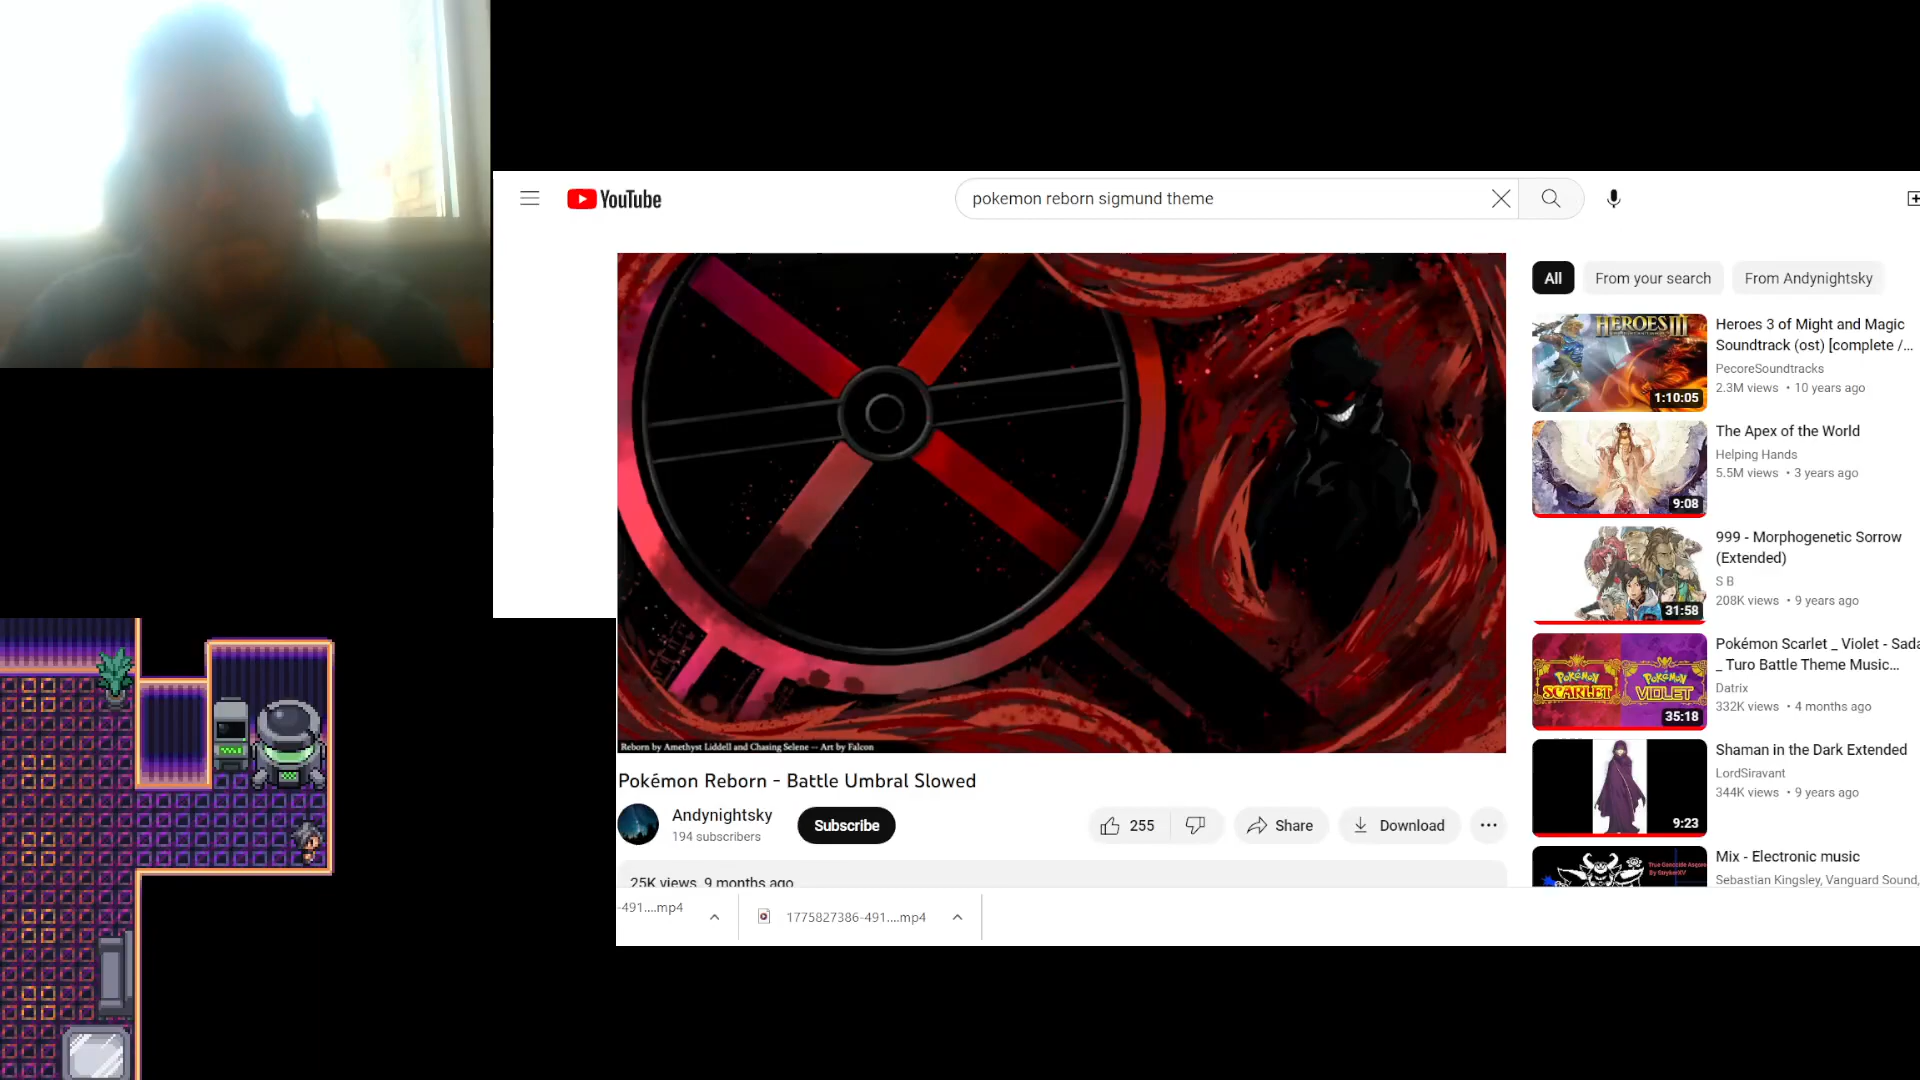 YouTube
pokemon reborn sigmund theme
All
From your search
From Andynightsky
Reborn by Amethyst Liddell and Chasing Selene -- Art by Falcon
Pokémon Reborn - Battle Umbral Slowed
Andynightsky
194 subscribers
Subscribe
255
Share
Download
25K views 9 months ago
-491....mp4
1775827386-491....mp4
HEROES III
1:10:05
Heroes 3 of Might and Magic
Soundtrack (ost) [complete /...
PecoreSoundtracks
2.3M views • 10 years ago
9:08
The Apex of the World
Helping Hands
5.5M views • 3 years ago
31:58
999 - Morphogenetic Sorrow
(Extended)
S B
208K views • 9 years ago
POKÉMON
SCARLET
POKÉMON
VIOLET
35:18
Pokémon Scarlet _ Violet - Sada
_ Turo Battle Theme Music...
Datrix
332K views • 4 months ago
9:23
Shaman in the Dark Extended
LordSiravant
344K views • 9 years ago
Mix - Electronic music
Sebastian Kingsley, Vanguard Sound,